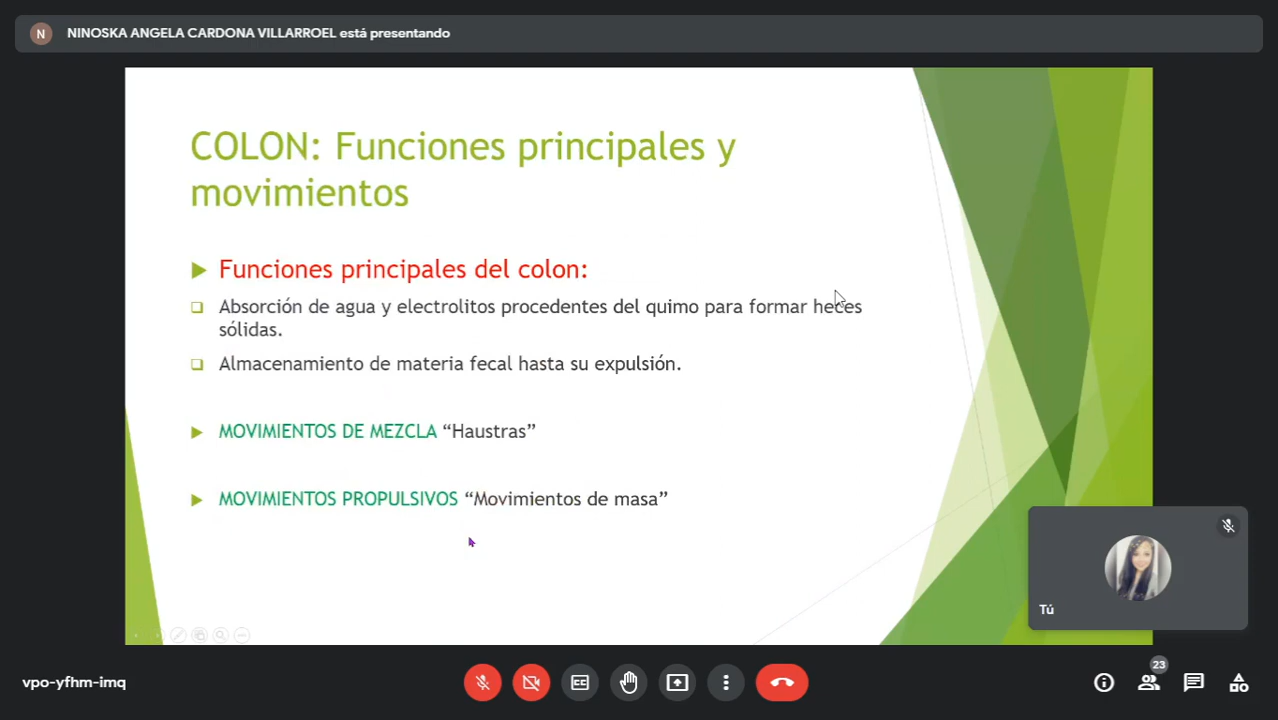 N NINOSKA ANGELA CARDONA VILLARROEL está presentando
COLON: Funciones principales y
movimientos
Funciones principales del colon:
Absorción de agua y electrolitos procedentes del quimo para formar heces
sólidas.
Almacenamiento de materia fecal hasta su expulsión.
MOVIMIENTOS DE MEZCLA “Haustras”
MOVIMIENTOS PROPULSIVOS “Movimientos de masa”
Tú
vpo-yfhm-imq
CC
23